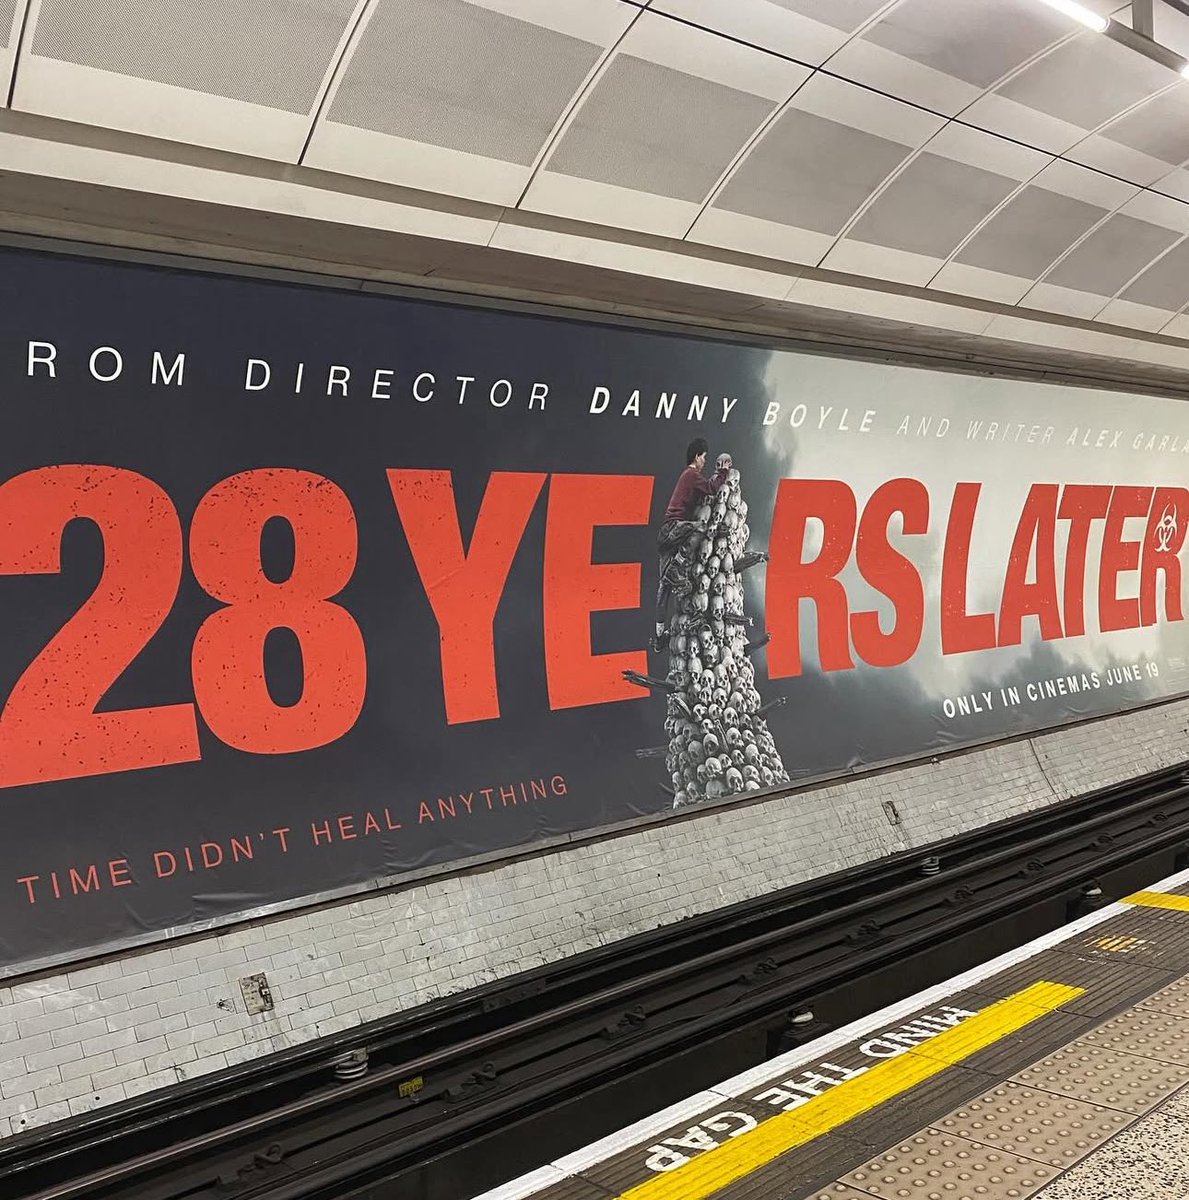 ROM DIRECTOR DANNY BOYLE AND WRITER ALEX GARLA
28 YE RS LATER
ONLY IN CINEMAS JUNE 19
TIME DIDN'T HEAL ANYTHING
MIND THE GAP